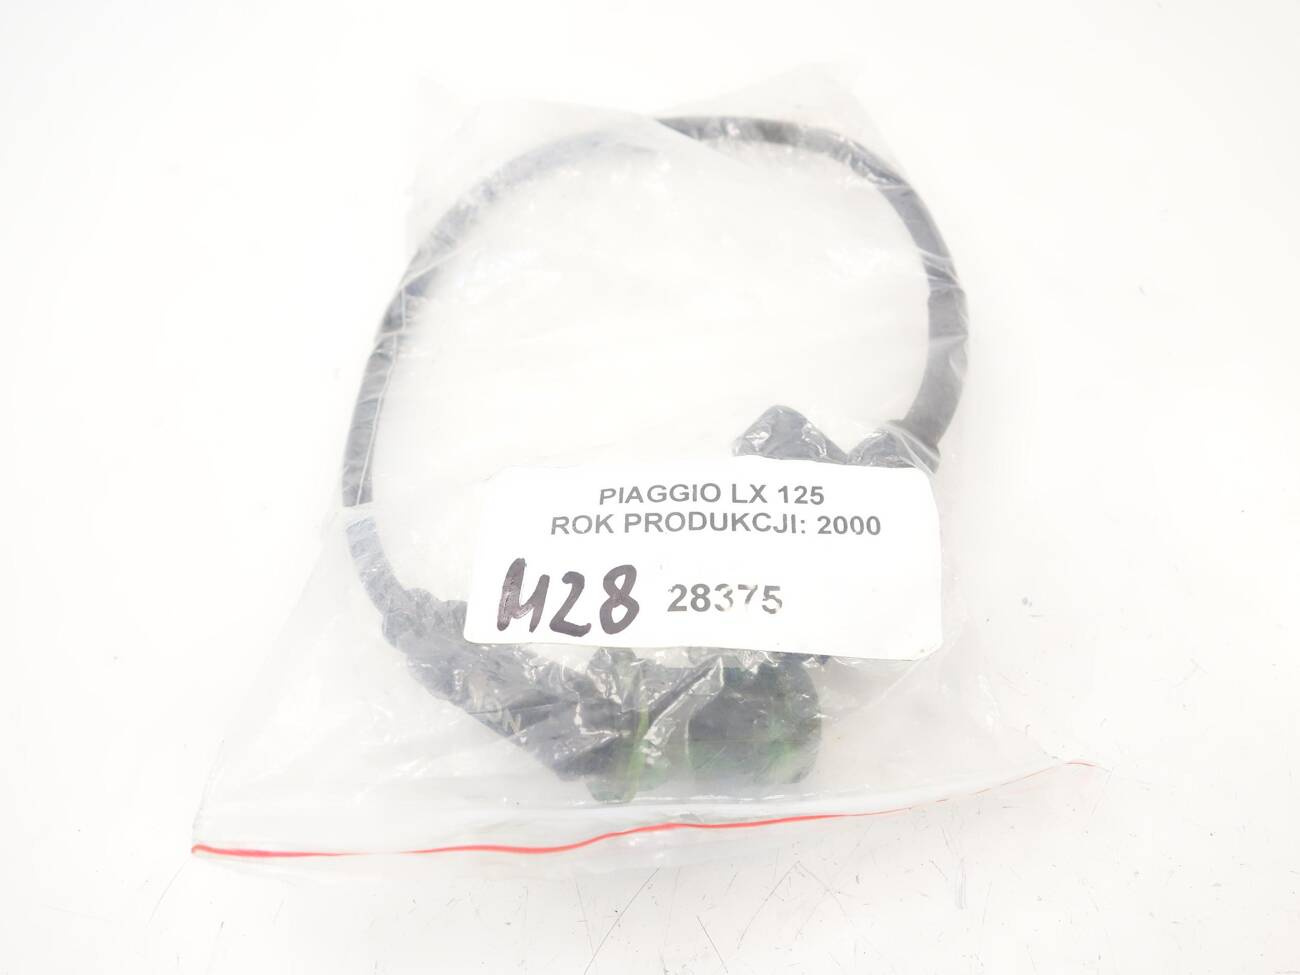 PIAGGIO LX 125
ROK PRODUKCJI: 2000
M28 28375